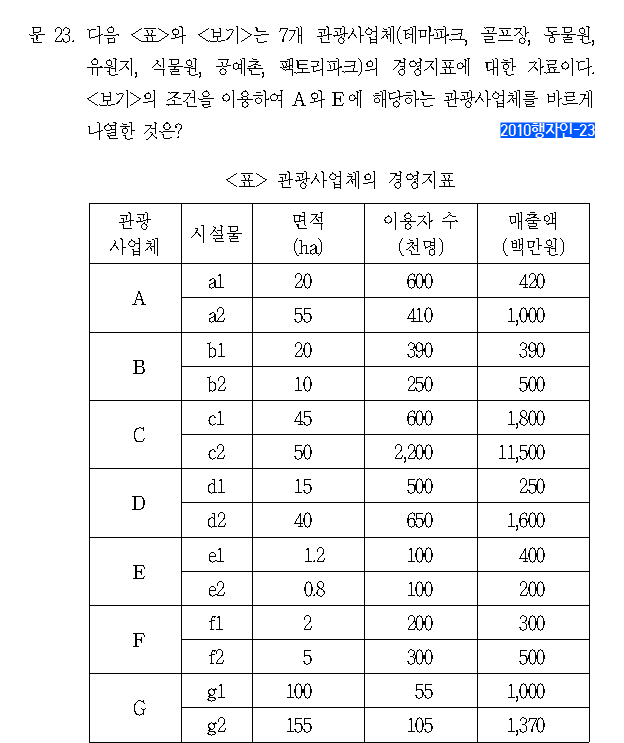 문 23. 다음 <표>와 <보기>는 7개 관광사업체(테마파크, 골프장, 동물원,
유원지, 식물원, 공예촌, 팩토리파크)의 경영지표에 대한 자료이다.
<보기>의 조건을 이용하여 A와 E에 해당하는 관광사업체를 바르게
나열한 것은? 2010행자인-23
<표> 관광사업체의 경영지표
관광 사업체 시설물 면적 (ha) 이용자 수 (천명) 매출액 (백만원)
A a1 20 600 420
a2 55 410 1,000
B b1 20 390 390
b2 10 250 500
C c1 45 600 1,800
c2 50 2,200 11,500
D d1 15 500 250
d2 40 650 1,600
E e1 1.2 100 400
e2 0.8 100 200
F f1 2 200 300
f2 5 300 500
G g1 100 55 1,000
g2 155 105 1,370